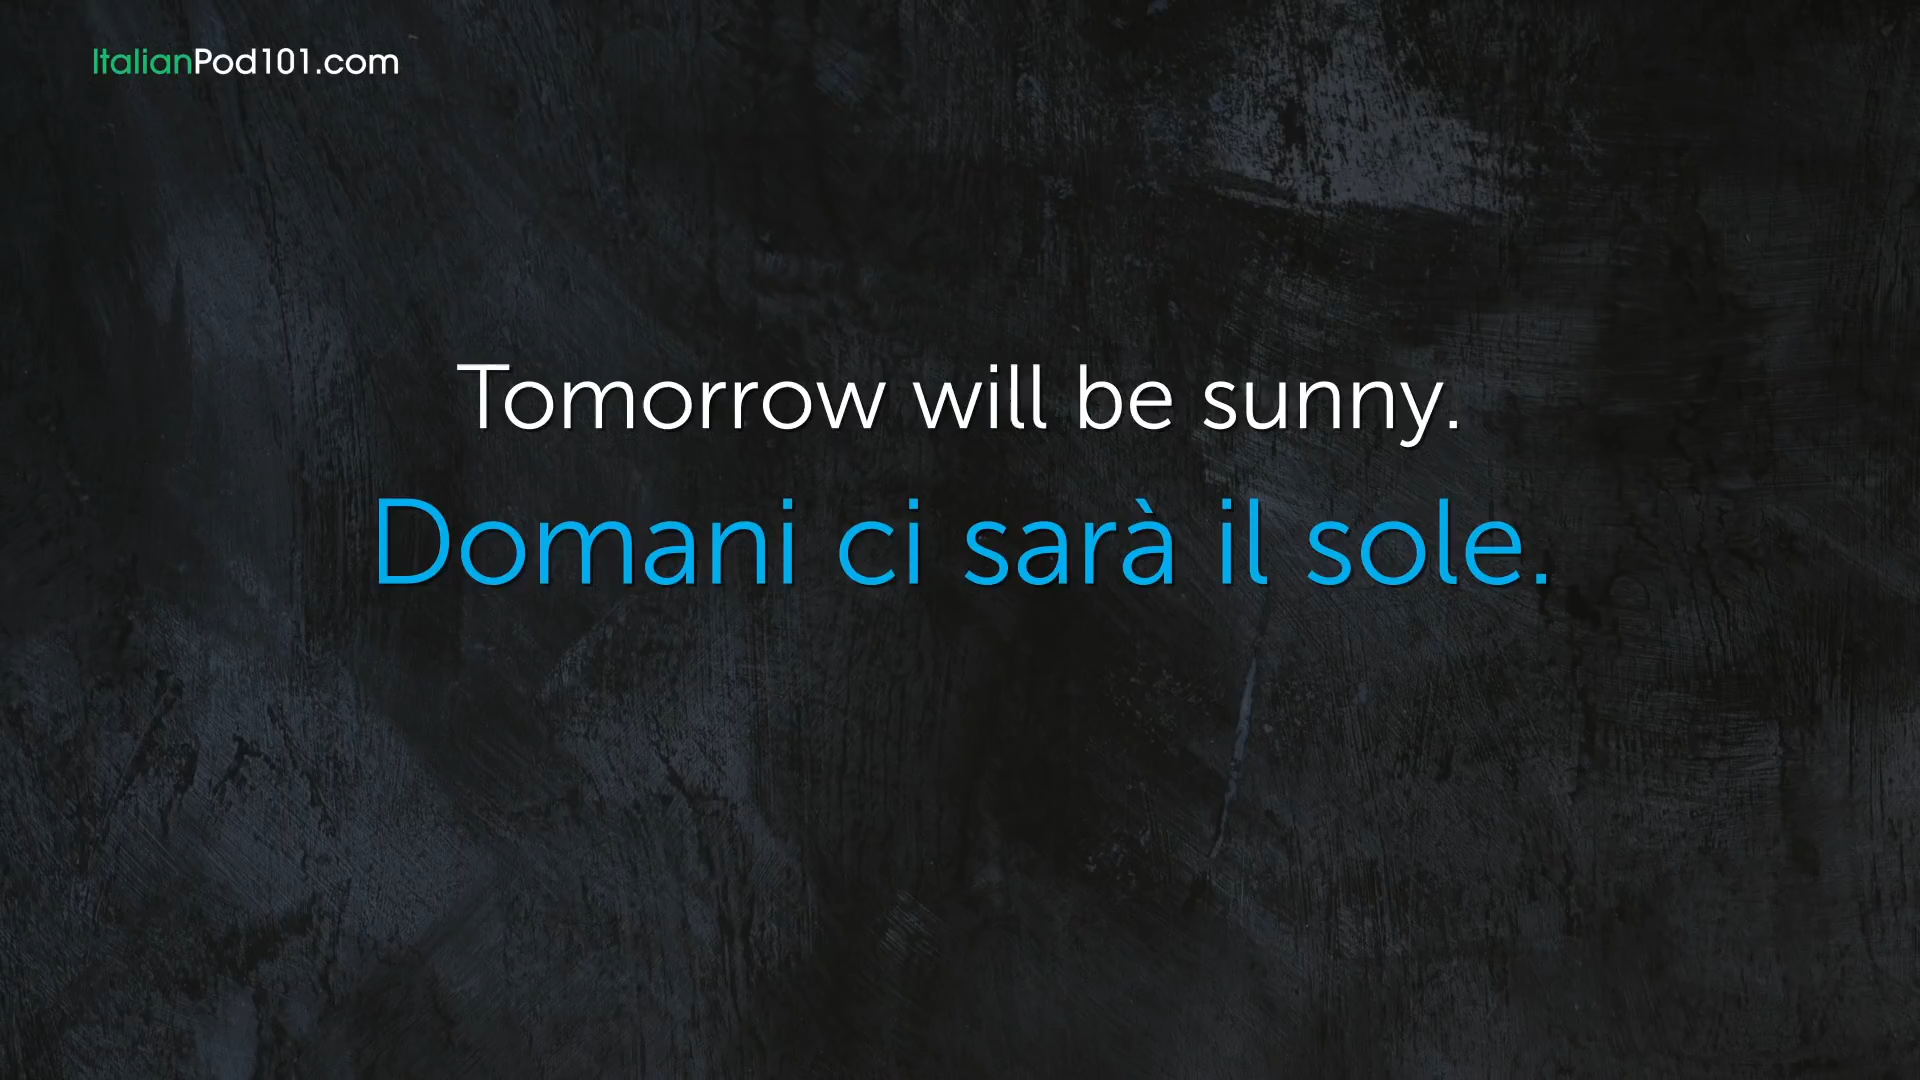 ItalianPod101.com
Tomorrow will be sunny.
Domani ci sarà il sole.